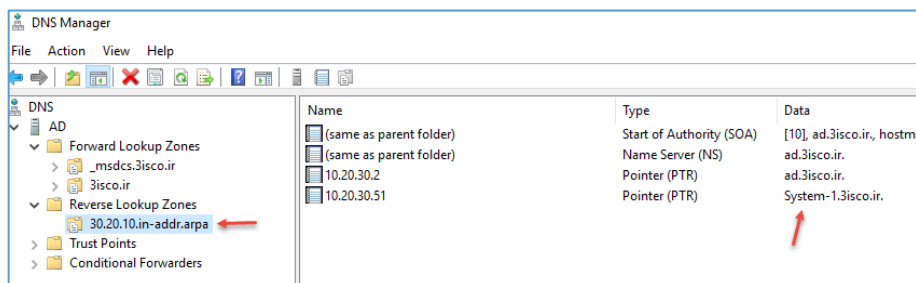 DNS Manager
File Action View Help
DNS
AD
Forward Lookup Zones
_msdcs.3isco.ir
3isco.ir
Reverse Lookup Zones
30.20.10.in-addr.arpa
Trust Points
Conditional Forwarders
Name Type Data
(same as parent folder) Start of Authority (SOA) [10], ad.3isco.ir., hostm
(same as parent folder) Name Server (NS) ad.3isco.ir.
10.20.30.2 Pointer (PTR) ad.3isco.ir.
10.20.30.51 Pointer (PTR) System-1.3isco.ir.